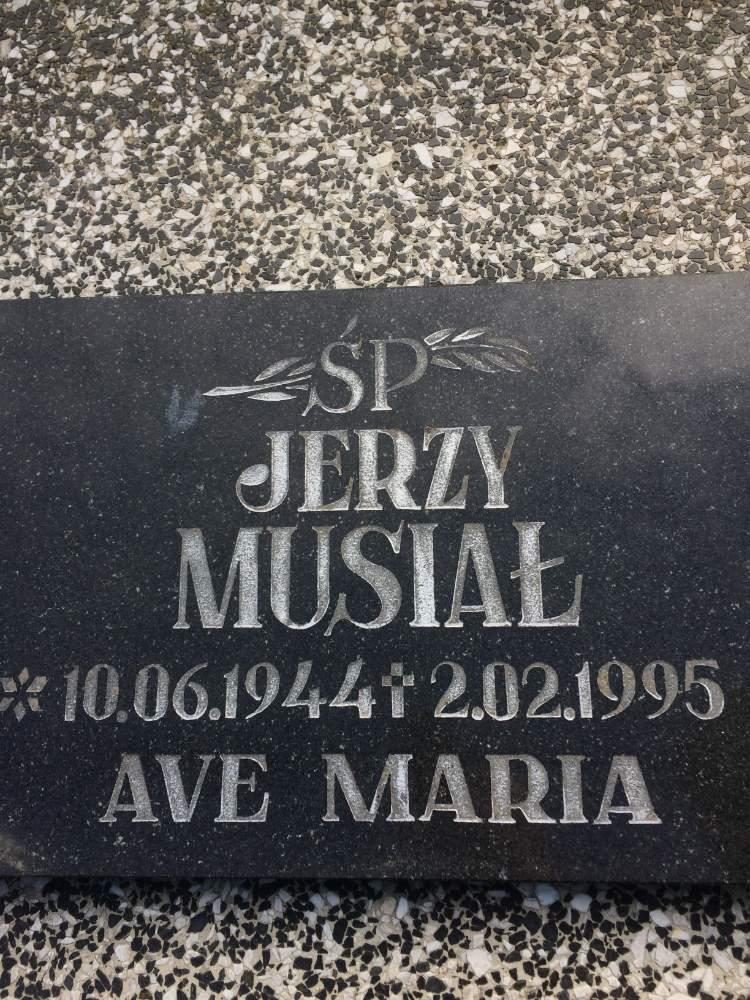 ŚP
JERZY
MUSIAŁ
* 10.06.1944 † 2.02.1995
AVE MARIA